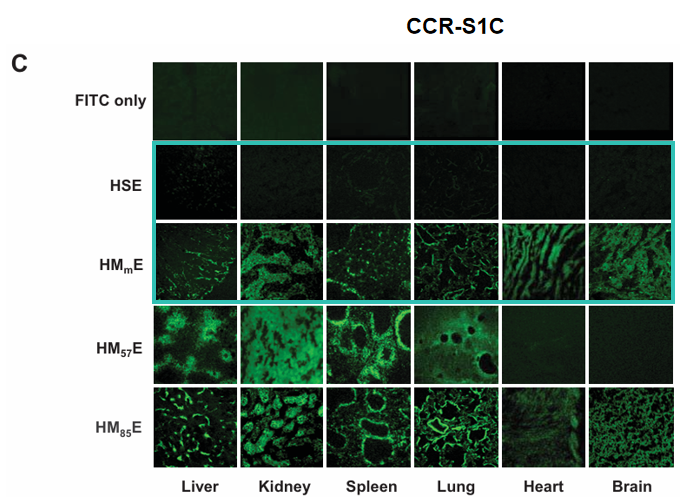 CCR-S1C
C
FITC only
HSE
HMmE
HM57E
HM85E
Liver Kidney Spleen Lung Heart Brain